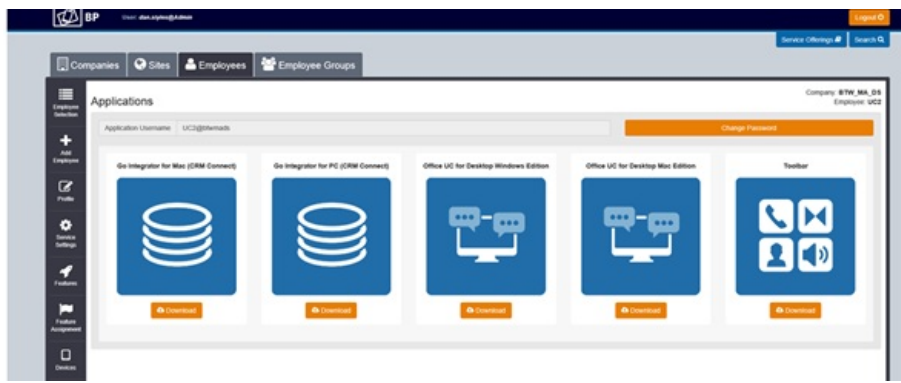 BP
User: dan.styles@Admin
Logout
Service Offerings
Search
Companies
Sites
Employees
Employee Groups
Employee Selection
Add Employee
Profile
Service Settings
Features
Feature Assignment
Devices
Applications
Company: BTW_MA_DS
Employee: UC2
Application Username
UC2@btwmads
Change Password
Go Integrator for Mac (CRM Connect)
Go Integrator for PC (CRM Connect)
Office UC for Desktop Windows Edition
Office UC for Desktop Mac Edition
Toolbar
Download
Download
Download
Download
Download